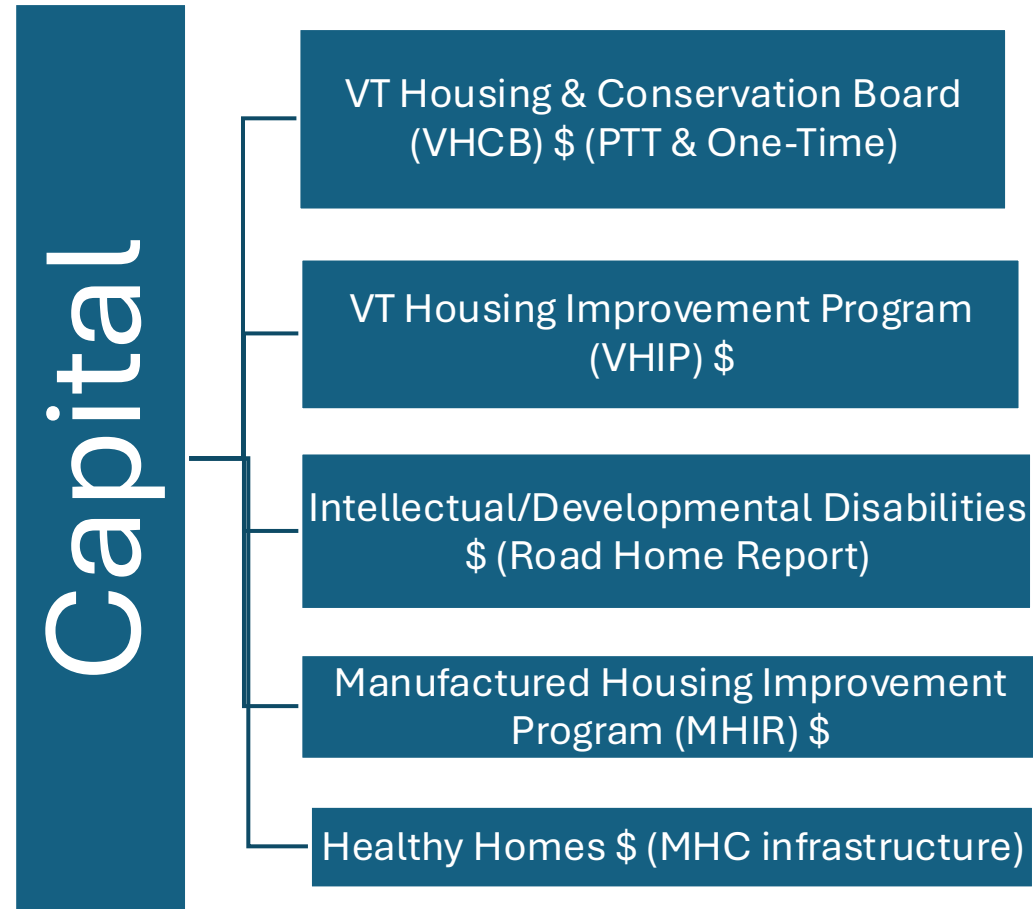 Capital
VT Housing & Conservation Board
(VHCB) $ (PTT & One-Time)
VT Housing Improvement Program
(VHIP) $
Intellectual/Developmental Disabilities
$ (Road Home Report)
Manufactured Housing Improvement
Program (MHIR) $
Healthy Homes $ (MHC infrastructure)